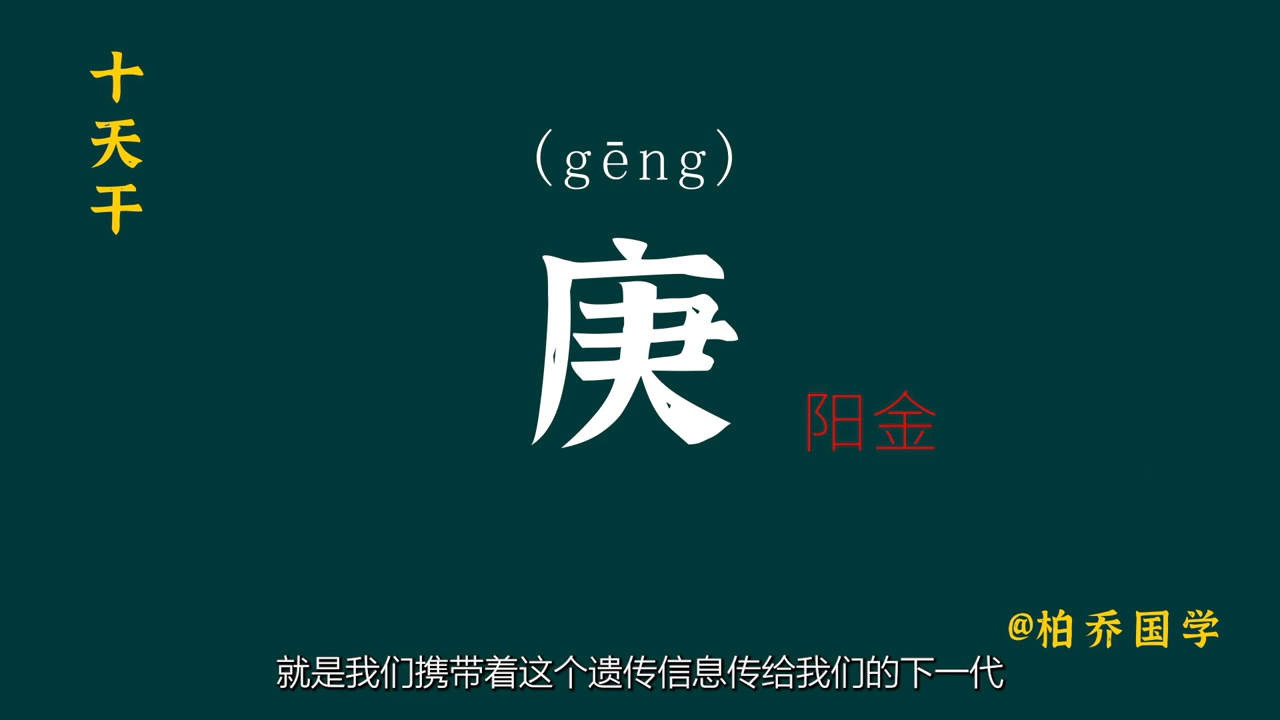 十天干
(gēng)
庚
阳金
@柏乔国学
就是我们携带着这个遗传信息传给我们的下一代